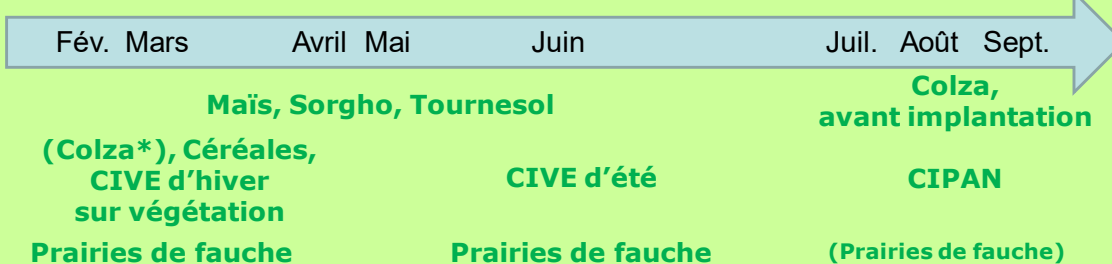 Fév. Mars Avril Mai Juin Juil. Août Sept.
Maïs, Sorgho, Tournesol
Colza,
avant implantation
(Colza*), Céréales,
CIVE d’hiver
sur végétation
CIVE d’été
CIPAN
Prairies de fauche
Prairies de fauche
(Prairies de fauche)